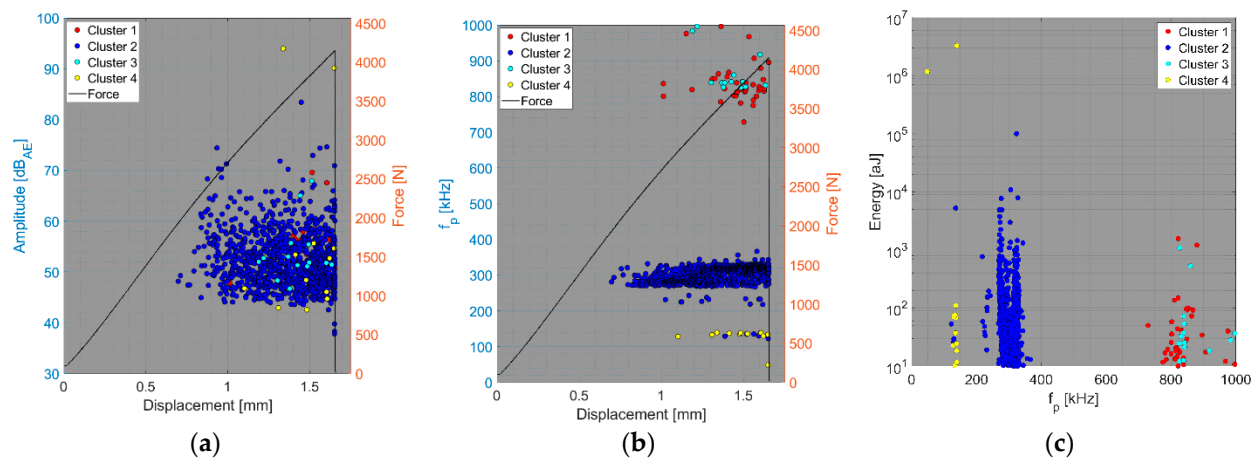 100
90
80
70
60
50
40
30
Amplitude [dB_AE]
4500
4000
3500
3000
2500
2000
1500
1000
500
0
Force [N]
Cluster 1
Cluster 2
Cluster 3
Cluster 4
Force
0 0.5 1 1.5
Displacement [mm]
(a)
1000
900
800
700
600
500
400
300
200
100
0
f_p [kHz]
4500
4000
3500
3000
2500
2000
1500
1000
500
0
Force [N]
Cluster 1
Cluster 2
Cluster 3
Cluster 4
Force
0 0.5 1 1.5
Displacement [mm]
(b)
10^7
10^6
10^5
10^4
10^3
10^2
10^1
Energy [aJ]
Cluster 1
Cluster 2
Cluster 3
Cluster 4
0 200 400 600 800 1000
f_p [kHz]
(c)